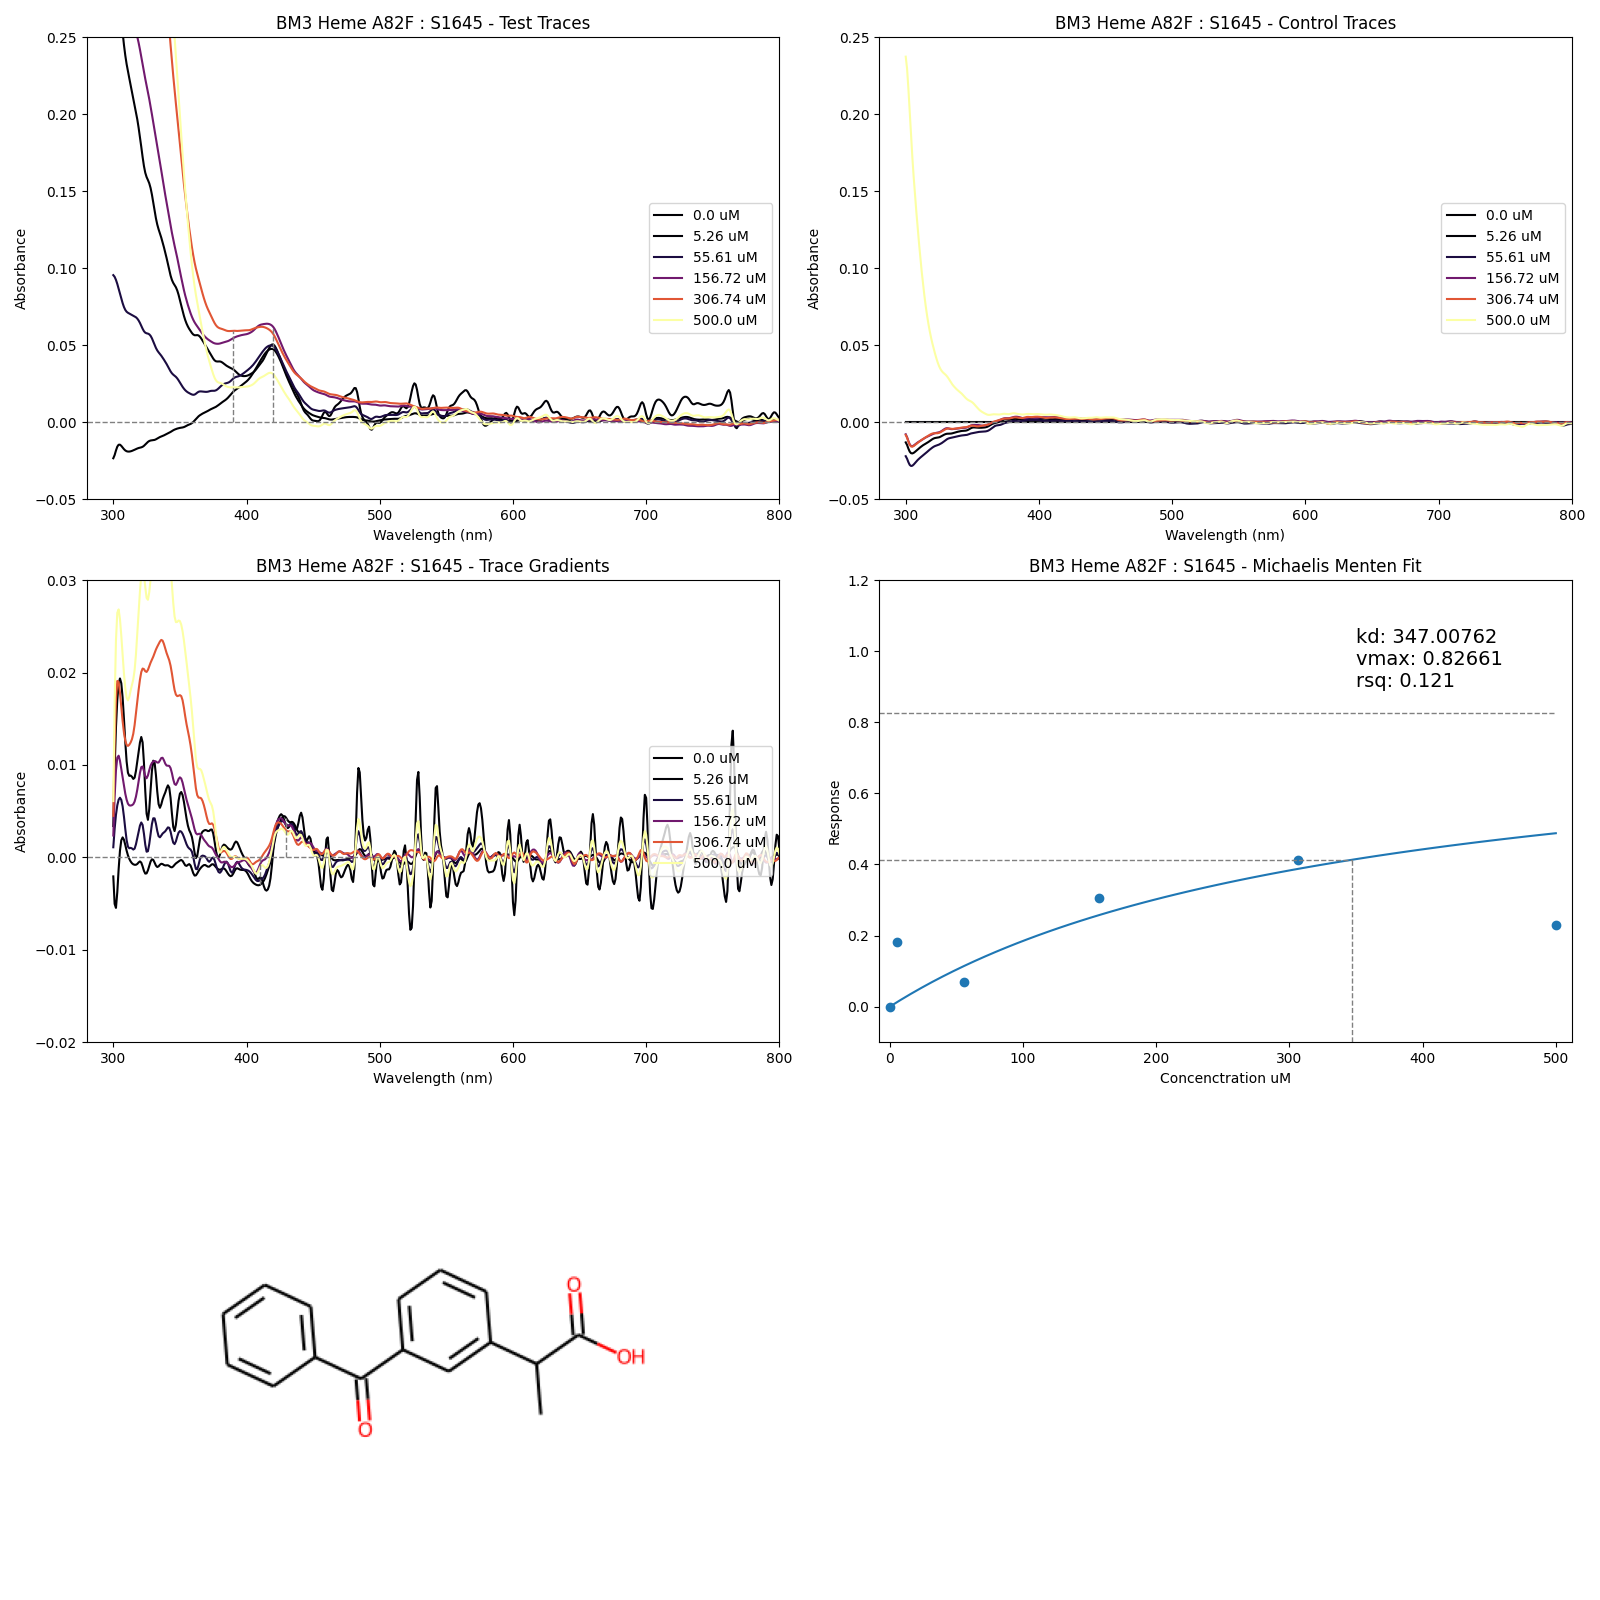 BM3 Heme A82F : S1645 - Test Traces
Absorbance
0.25
0.20
0.15
0.10
0.05
0.00
−0.05
300 400 500 600 700 800
Wavelength (nm)
0.0 uM
5.26 uM
55.61 uM
156.72 uM
306.74 uM
500.0 uM
BM3 Heme A82F : S1645 - Control Traces
Absorbance
0.25
0.20
0.15
0.10
0.05
0.00
−0.05
300 400 500 600 700 800
Wavelength (nm)
0.0 uM
5.26 uM
55.61 uM
156.72 uM
306.74 uM
500.0 uM
BM3 Heme A82F : S1645 - Trace Gradients
Absorbance
0.03
0.02
0.01
0.00
−0.01
−0.02
300 400 500 600 700 800
Wavelength (nm)
0.0 uM
5.26 uM
55.61 uM
156.72 uM
306.74 uM
500.0 uM
BM3 Heme A82F : S1645 - Michaelis Menten Fit
Response
1.2
1.0
0.8
0.6
0.4
0.2
0.0
0 100 200 300 400 500
Concenctration uM
kd: 347.00762
vmax: 0.82661
rsq: 0.121
O
OH
O